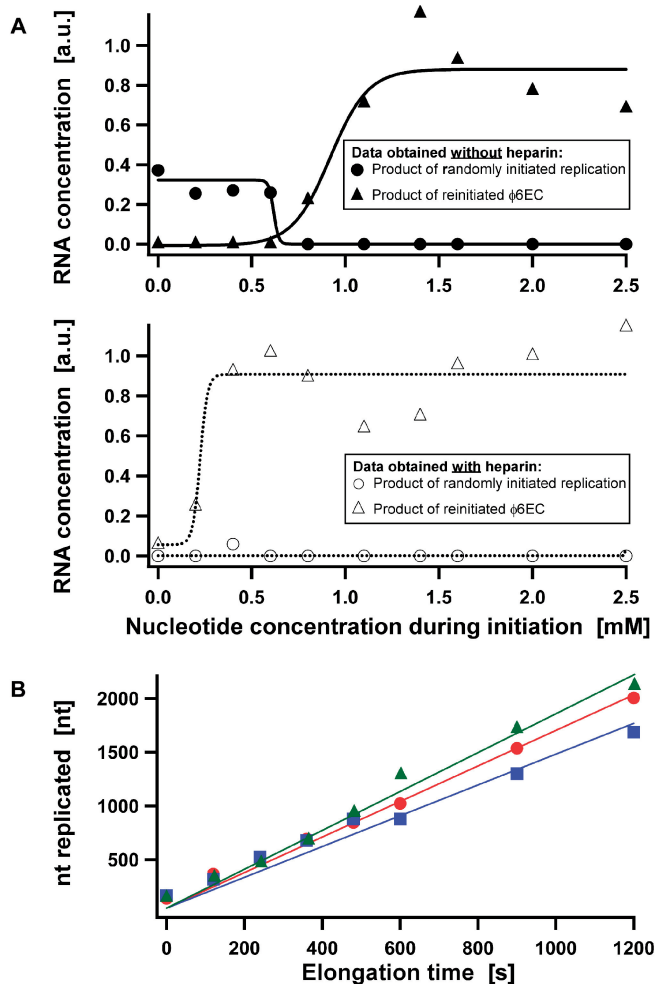 A
RNA concentration [a.u.]
1.0
0.8
0.6
0.4
0.2
0.0
Data obtained without heparin:
Product of randomly initiated replication
Product of reinitiated ϕ6EC
0.0 0.5 1.0 1.5 2.0 2.5
RNA concentration [a.u.]
1.0
0.8
0.6
0.4
0.2
0.0
Data obtained with heparin:
Product of randomly initiated replication
Product of reinitiated ϕ6EC
0.0 0.5 1.0 1.5 2.0 2.5
Nucleotide concentration during initiation [mM]
B
nt replicated [nt]
2000
1500
1000
500
0 200 400 600 800 1000 1200
Elongation time [s]